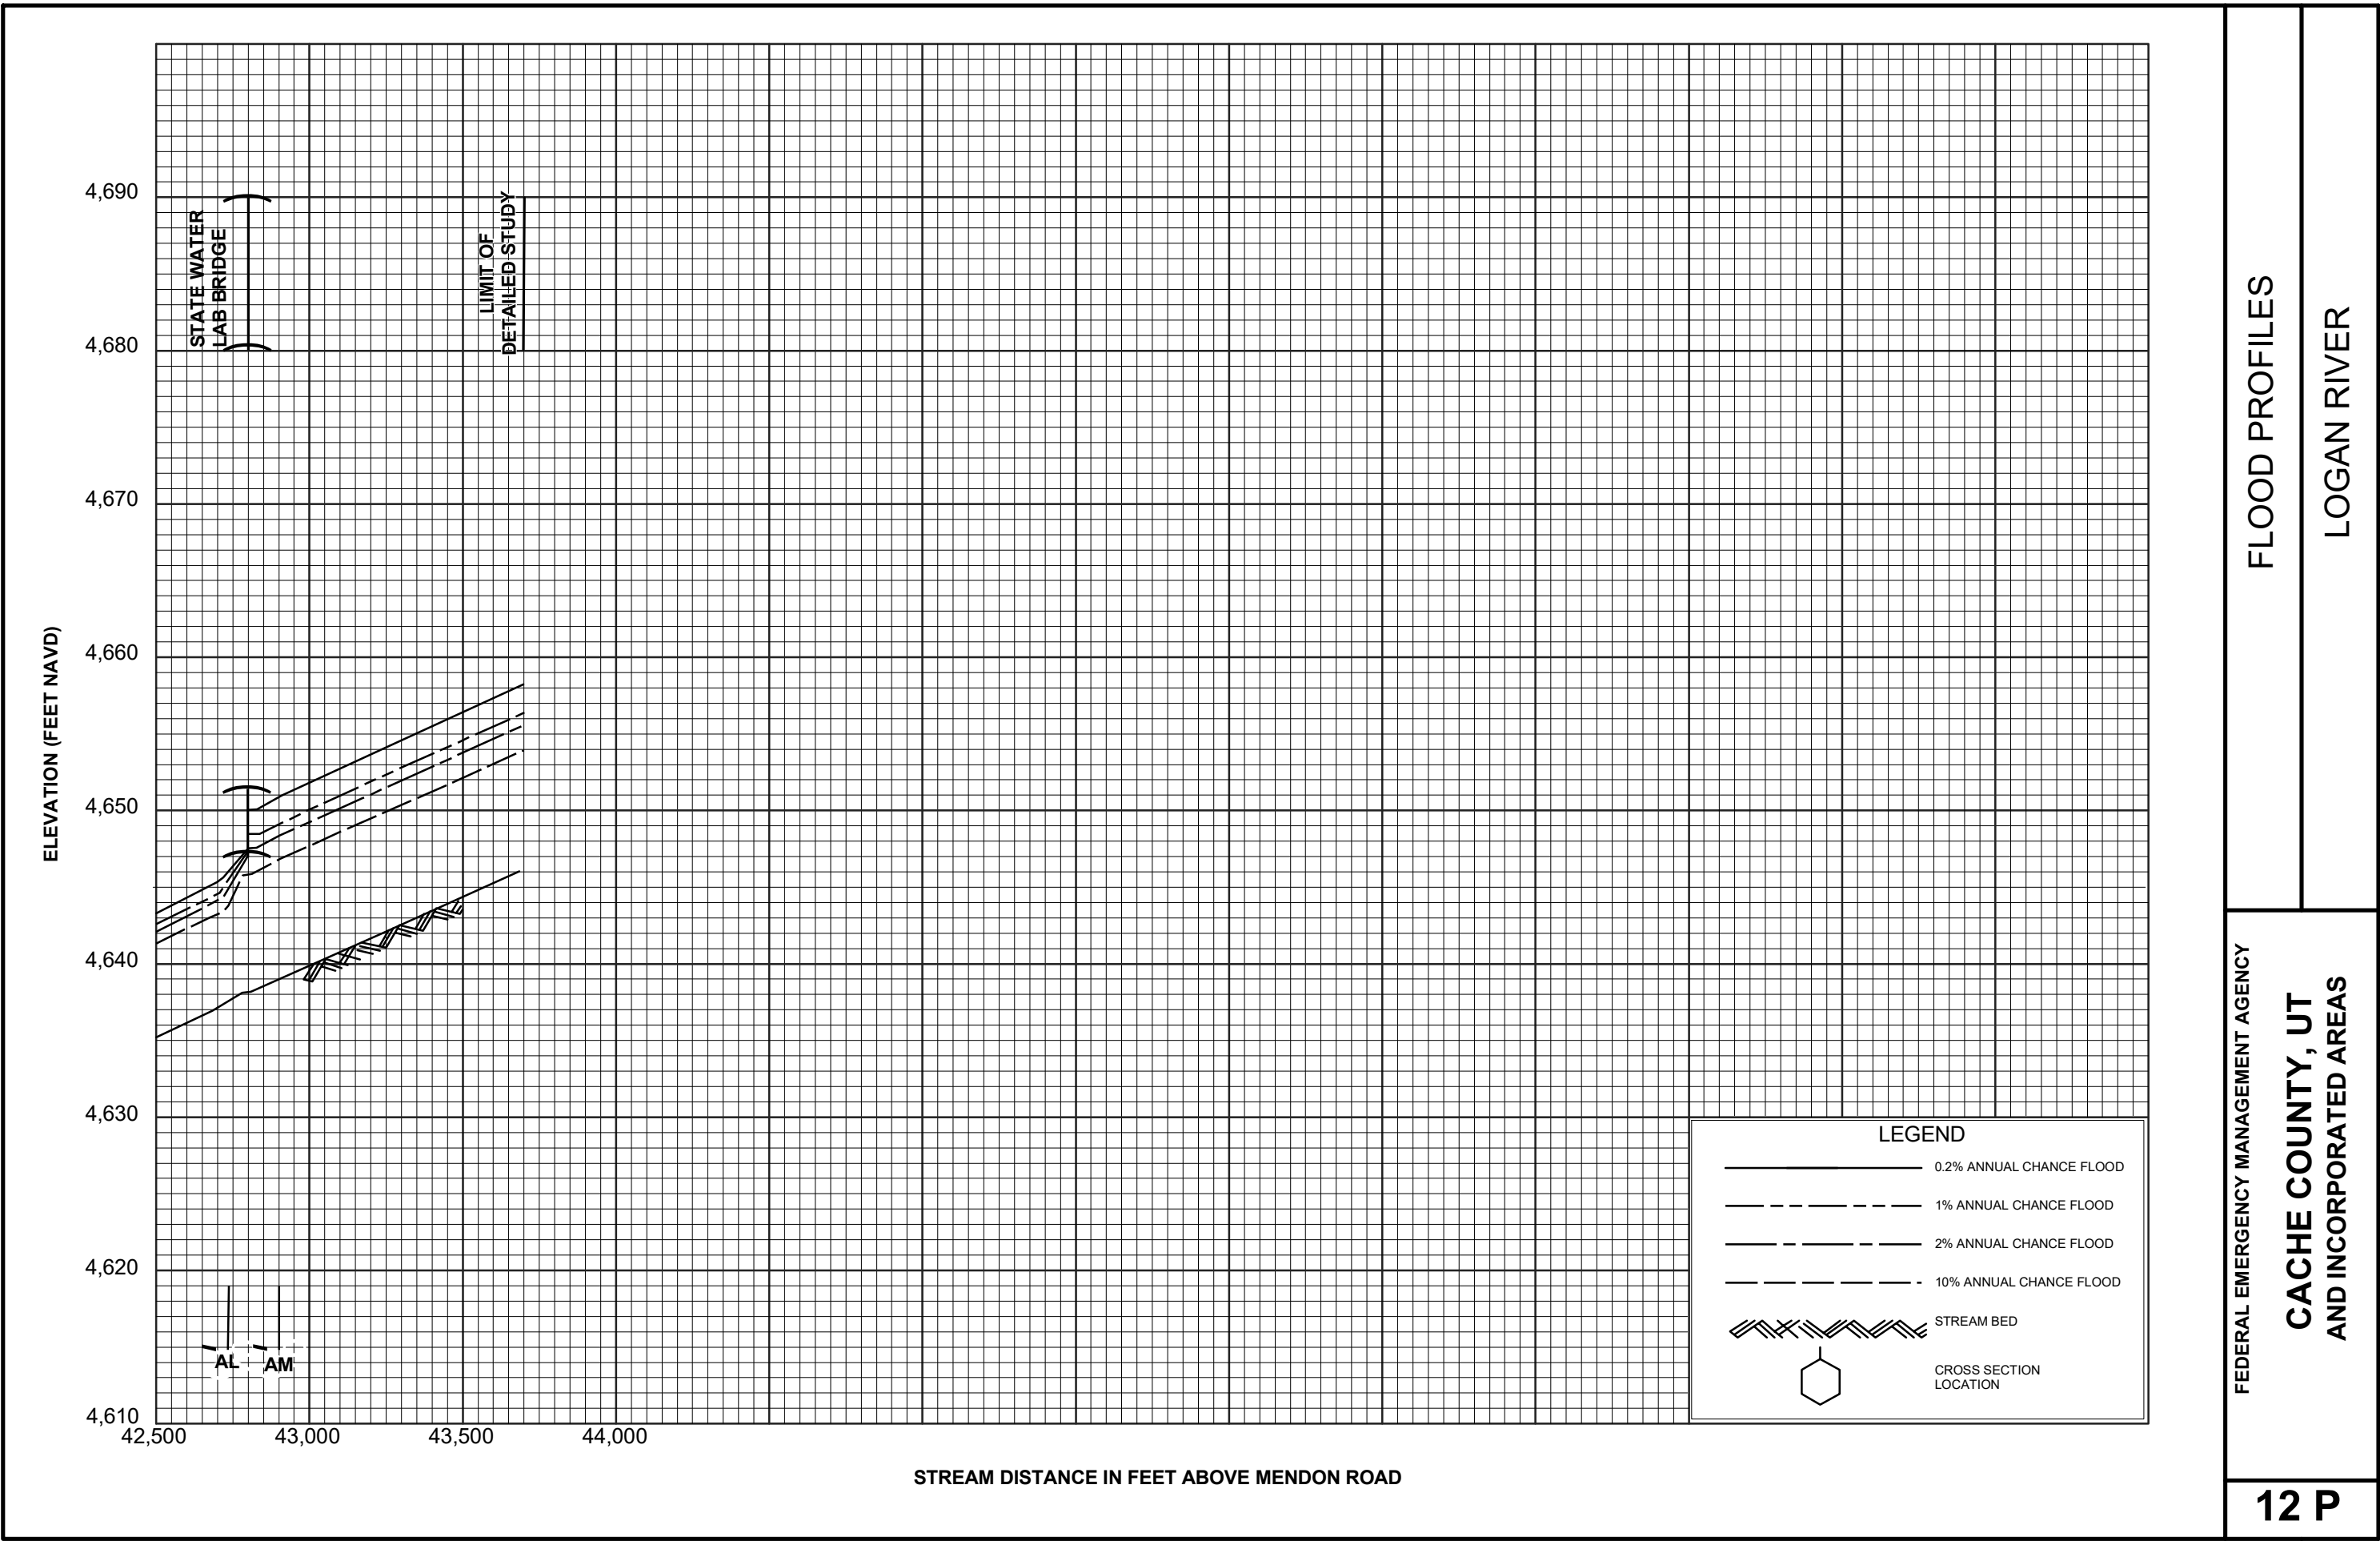 4,690
4,680
4,670
4,660
4,650
4,640
4,630
4,620
4,610
ELEVATION (FEET NAVD)
STATE WATER
LAB BRIDGE
LIMIT OF
DETAILED STUDY
AL
AM
42,500
43,000
43,500
44,000
STREAM DISTANCE IN FEET ABOVE MENDON ROAD
LEGEND
0.2% ANNUAL CHANCE FLOOD
1% ANNUAL CHANCE FLOOD
2% ANNUAL CHANCE FLOOD
10% ANNUAL CHANCE FLOOD
STREAM BED
CROSS SECTION
LOCATION
FLOOD PROFILES
LOGAN RIVER
FEDERAL EMERGENCY MANAGEMENT AGENCY
CACHE COUNTY, UT
AND INCORPORATED AREAS
12 P